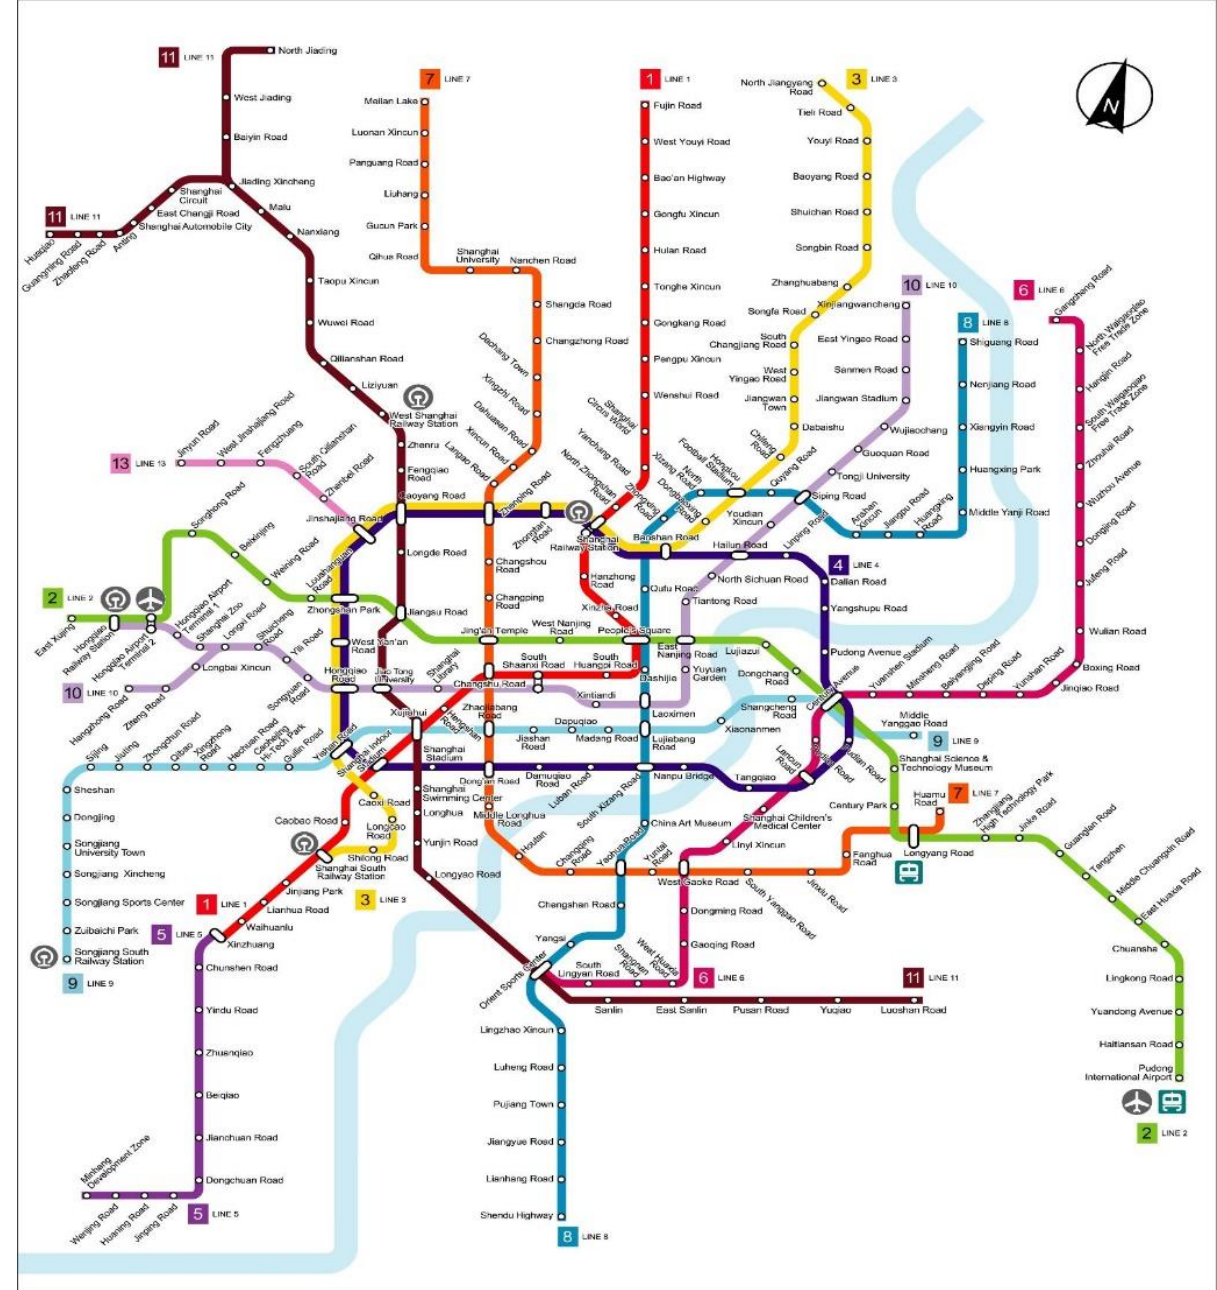 11 LINE 11
North Jiading
West Jiading
Baiyin Road
Jiading Xincheng
Shanghai
Circuit
East Changji Road
Shanghai Automobile City
Malu
Nanxiang
11 LINE 11
Huaqiao
Guangming Road
Zhaofeng Road
Anting
Taopu Xincun
Wuwei Road
Qilianshan Road
Liziyuan
West Shanghai
Railway Station
Zhenru
Fengqiao
Road
Caoyang Road
7 LINE 7
Meilan Lake
Luonan Xincun
Panguang Road
Liuhang
Gucun Park
Qihua Road
Shanghai
University
Nanchen Road
Shangda Road
Changzhong Road
Dachang Town
Xingzhi Road
Dahuasan Road
Xincun Road
Langao Road
Zhenping Road
1 LINE 1
Fujin Road
West Youyi Road
Bao'an Highway
Gongfu Xincun
Hulan Road
Tonghe Xincun
Gongkang Road
Pengpu Xincun
Wenshui Road
Shanghai
Circus World
Yanchang Road
North Zhongshan
Road
3 LINE 3
North Jiangyang
Road
Tieli Road
Youyi Road
Baoyang Road
Shuichan Road
Songbin Road
Zhanghuabang
Songfa Road
South
Changjiang Road
West
Yingao Road
Jiangwan
Town
Dabaishu
Chifeng
Road
N
10 LINE 10
Xinjiangwancheng
East Yingao Road
Sanmen Road
Jiangwan Stadium
Wujiaochang
Guoquan Road
Tongji University
Siping Road
Quyang Road
Youdian
Xincun
Linping Road
8 LINE 8
Shiguang Road
Nenjiang Road
Xiangyin Road
Huangxing Park
Middle Yanji Road
Huangxing
Road
Jiangpu Road
Anshan
Xincun
Hongkou
Football Stadium
North
Xizang Road
Dongbaoxing
Road
Zhongxing
Road
6 LINE 6
Gangcheng Road
North Waigaoqiao
Free Trade Zone
Hangjin Road
South Waigaoqiao
Free Trade Zone
Zhouhai Road
Wuzhou Avenue
Dongjing Road
Jufeng Road
Wulian Road
Boxing Road
Jinqiao Road
Yunshan Road
Deping Road
Beiyangjing Road
Minsheng Road
Yuanshen Stadium
Century Avenue
13 LINE 13
Jinyun Road
West Jinshajiang Road
Fengzhuang
South Qilianshan
Road
Zhenbei Road
Jinshajiang Road
Zhongtan
Road
Shanghai
Railway Station
Baoshan Road
Hailun Road
4 LINE 4
Dalian Road
Yangshupu Road
Pudong Avenue
2 LINE 2
East Xujing
Hongqiao
Railway Station
Hongqiao Airport
Terminal 2
Hongqiao Airport
Terminal 1
Songhong Road
Beixinjing
Weining Road
Loushanguan
Road
Zhongshan Park
Jiangsu Road
Longde Road
Changshou
Road
Changping
Road
Jing'an Temple
West Nanjing
Road
People's Square
East
Nanjing Road
Lujiazui
Dongchang
Road
Hanzhong
Road
Xinzha Road
Qufu Road
North Sichuan Road
Tiantong Road
Shanghai Zoo
Longxi Road
Shuicheng
Road
Yili Road
Songyuan
Road
Longbai Xincun
10 LINE 10
Hangzhong Road
Ziteng Road
West Yan'an
Road
Hongqiao
Road
Jiao Tong
University
Shanghai
Library
Changshu Road
South
Shaanxi Road
South
Huangpi Road
Dashijie
Yuyuan
Garden
Xintiandi
Laoximen
Shangcheng
Road
Xiaonanmen
Xujiahui
Hengshan
Road
Zhaojiabang
Road
Jiashan
Road
Dapuqiao
Madang Road
Lujiabang
Road
Middle
Yanggao Road
9 LINE 9
Sijing
Jiuting
Zhongchun Road
Qibao
Xingzhong
Road
Hechuan Road
Caohejing
Hi-Tech Park
Guilin Road
Yishan Road
Shanghai Indoor
Stadium
Shanghai
Stadium
Dong'an Road
Damuqiao
Road
Luban Road
South Xizang Road
Nanpu Bridge
Tangqiao
Lancun
Road
Pudian Road
Pudian Road
Shanghai Science &
Technology Museum
Century Park
Huamu
Road
7 LINE 7
Longyang Road
Zhangjiang
High Technology Park
Jinke Road
Guanglan Road
Tangzhen
Middle Chuangxin Road
East Huaxia Road
Chuansha
Lingkong Road
Yuandong Avenue
Haitiansan Road
Pudong
International Airport
2 LINE 2
Sheshan
Dongjing
Songjiang
University Town
Songjiang Xincheng
Songjiang Sports Center
Zuibaichi Park
Songjiang South
Railway Station
9 LINE 9
Caobao Road
Caoxi Road
Longcao
Road
Shilong Road
Shanghai South
Railway Station
3 LINE 3
Jinjiang Park
Lianhua Road
Waihuanlu
Xinzhuang
1 LINE 1
5 LINE 5
Shanghai
Swimming Center
Longhua
Yunjin Road
Longyao Road
Middle Longhua
Road
Houtan
Changqing
Road
Yaohua Road
Yuntai
Road
West Gaoke Road
South Yanggao Road
Jinxiu Road
Fanghua
Road
China Art Museum
Shanghai Children's
Medical Center
Linyi Xincun
Dongming Road
Gaoqing Road
West Huaxia
Road
Shangnan
Road
South
Lingyan Road
6 LINE 6
Chengshan Road
Yangsi
Orient Sports Center
Sanlin
East Sanlin
Pusan Road
Yuqiao
Luoshan Road
11 LINE 11
Chunshen Road
Yindu Road
Zhuanqiao
Beiqiao
Jianchuan Road
Dongchuan Road
Minhang
Development Zone
Wenjing Road
Huaning Road
Jinping Road
5 LINE 5
Lingzhao Xincun
Luheng Road
Pujiang Town
Jiangyue Road
Lianhang Road
Shendu Highway
8 LINE 8